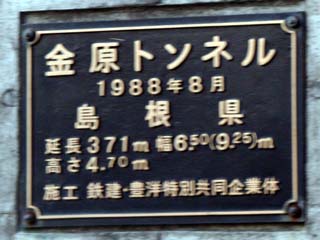 金原トンネル
1988年8月
島根県
延長371m 幅6.50(9.25)m
高さ4.70m
施工 鉄建・豊洋特別共同企業体